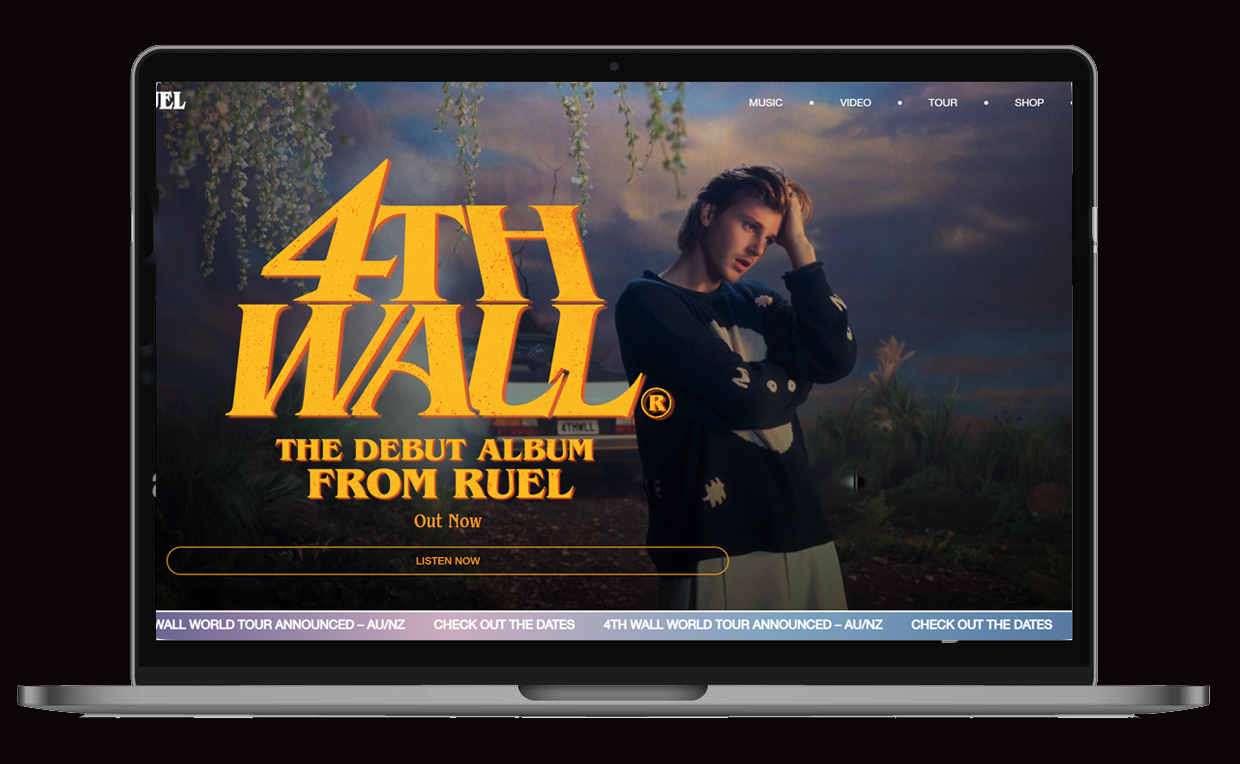 UEL
MUSIC • VIDEO • TOUR • SHOP
4TH
WALL®
4THWLL
THE DEBUT ALBUM
FROM RUEL
Out Now
LISTEN NOW
WALL WORLD TOUR ANNOUNCED – AU/NZ CHECK OUT THE DATES 4TH WALL WORLD TOUR ANNOUNCED – AU/NZ CHECK OUT THE DATES